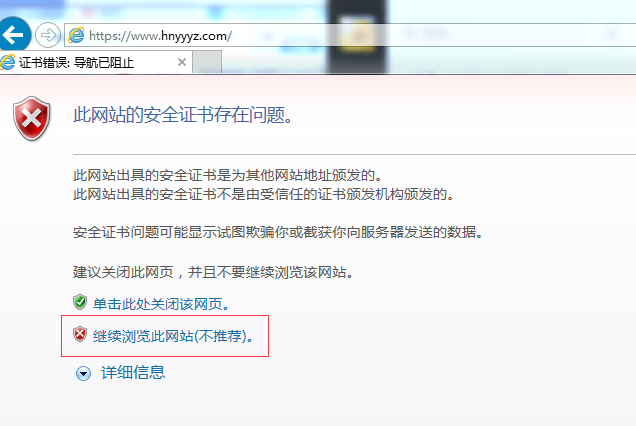 https://www.hnyyyz.com/
证书错误: 导航已阻止
此网站的安全证书存在问题。
此网站出具的安全证书是为其他网站地址颁发的。
此网站出具的安全证书不是由受信任的证书颁发机构颁发的。
安全证书问题可能显示试图欺骗你或截获你向服务器发送的数据。
建议关闭此网页，并且不要继续浏览该网站。
单击此处关闭该网页。
继续浏览此网站(不推荐)。
详细信息